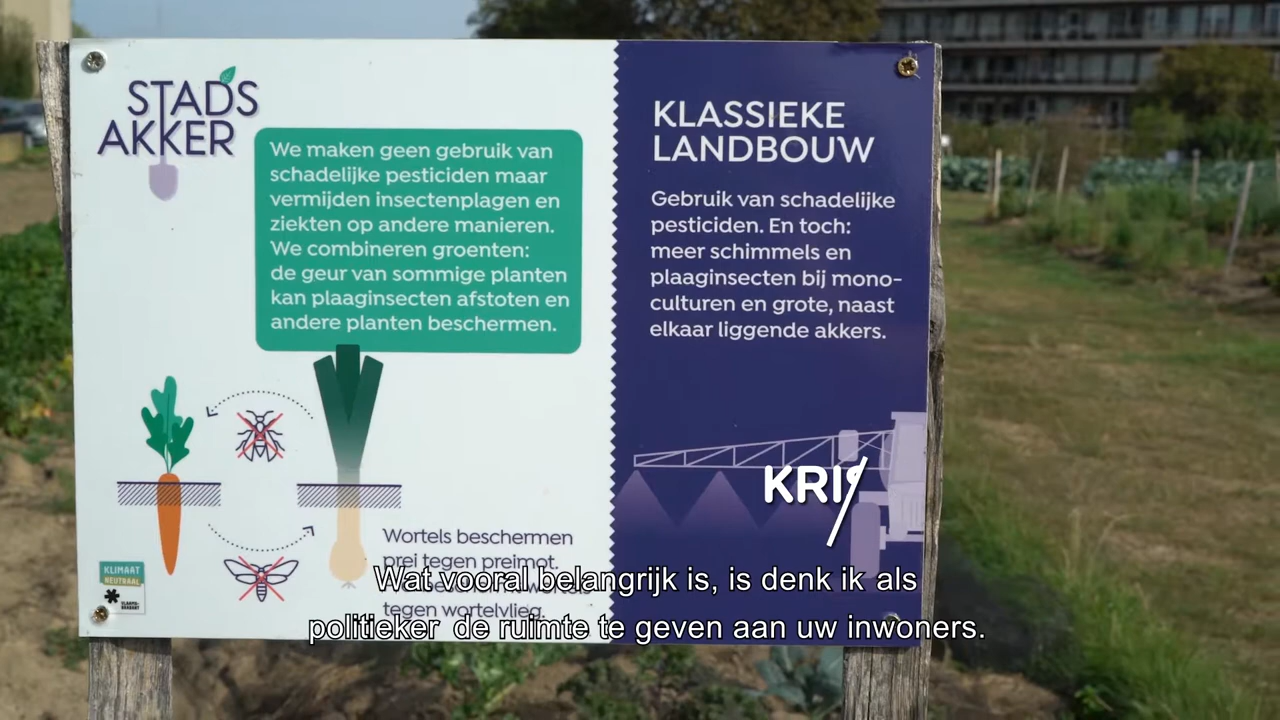 STADS
AKKER
We maken geen gebruik van
schadelijke pesticiden maar
vermijden insectenplagen en
ziekten op andere manieren.
We combineren groenten:
de geur van sommige planten
kan plaaginsecten afstoten en
andere planten beschermen.
Wortels beschermen
prei tegen preimot.
tegen wortelvlieg.
KLIMAAT
NEUTRAAL
KLASSIEKE
LANDBOUW
Gebruik van schadelijke
pesticiden. En toch:
meer schimmels en
plaaginsecten bij mono-
culturen en grote, naast
elkaar liggende akkers.
KRIS
Wat vooral belangrijk is, is denk ik als
politieker de ruimte te geven aan uw inwoners.